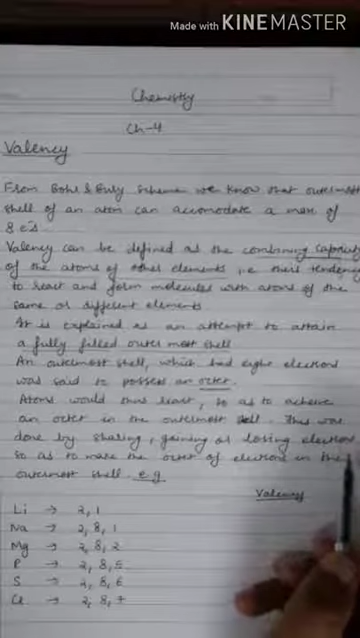 Made with KINEMASTER
Chemistry
Ch-4
Valency
From Bohr & Bury scheme we know that outermost
shell of an atom can accomodate a max of
8 e⁻s.
Valency can be defined as the combining capacity
of the atoms of other elements, i.e their tendency
to react and form molecules with atoms of the
same or different elements
It is explained as an attempt to attain
a fully filled outer most shell
An outermost shell, which had eight electrons
was said to possess an octet.
Atoms would thus react, so as to achieve
an octet in the outermost shell. This was
done by sharing, gaining or losing electrons,
so as to make the octet of electrons in the
outermost shell. e.g
Valency
Li → 2, 1
Na → 2, 8, 1
Mg → 2, 8, 2
P → 2, 8, 5
S → 2, 8, 6
Cl → 2, 8, 7